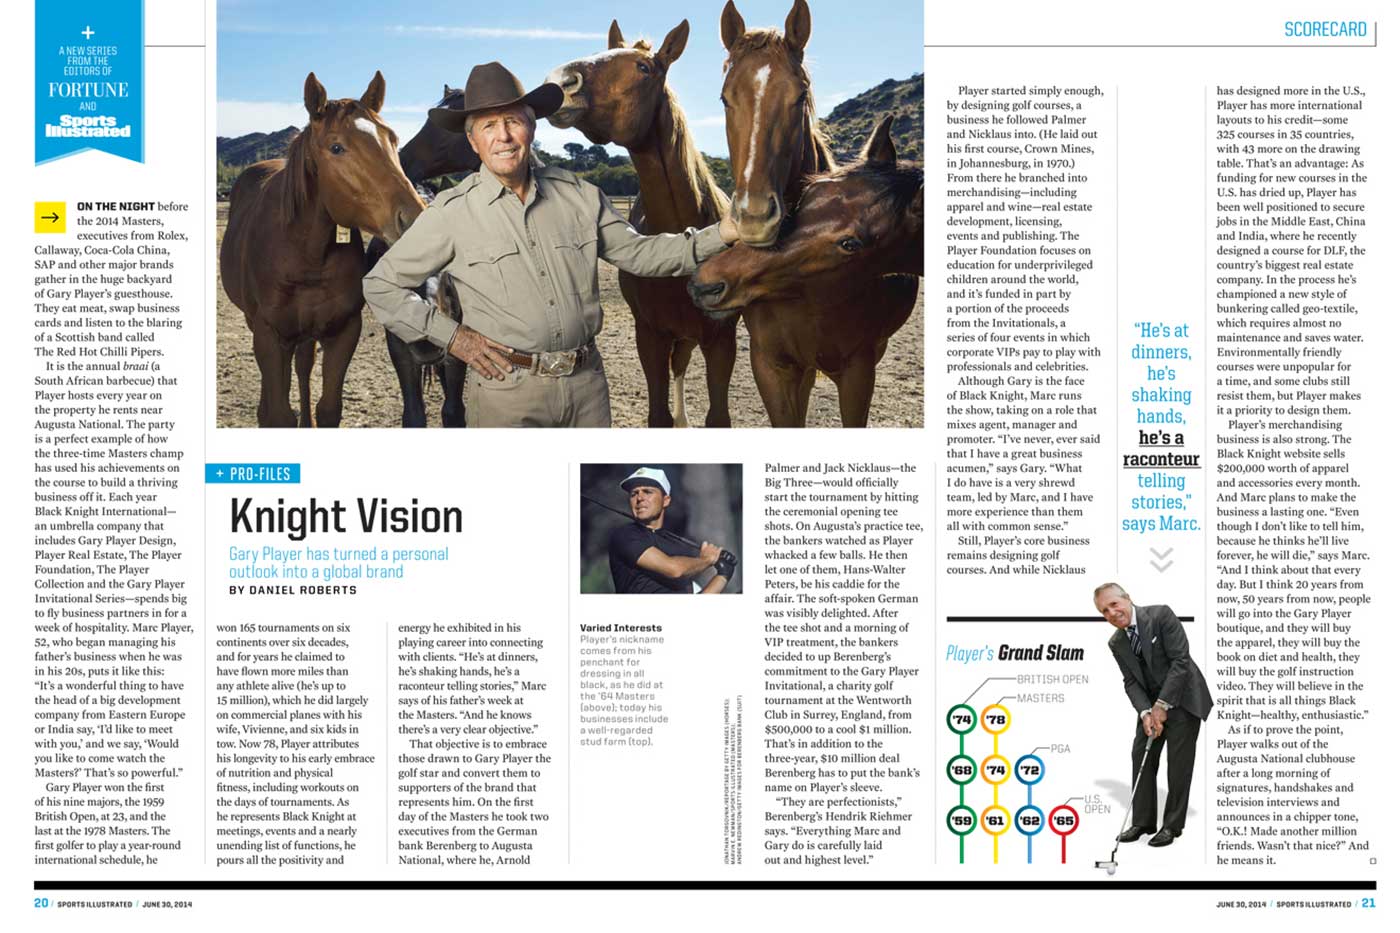 +
A NEW SERIES
FROM THE
EDITORS OF
FORTUNE
AND
Sports
Illustrated
SCORECARD
→
ON THE NIGHT before
the 2014 Masters,
executives from Rolex,
Callaway, Coca-Cola China,
SAP and other major brands
gather in the huge backyard
of Gary Player's guesthouse.
They eat meat, swap business
cards and listen to the blaring
of a Scottish band called
The Red Hot Chilli Pipers.
It is the annual braai (a
South African barbecue) that
Player hosts every year on
the property he rents near
Augusta National. The party
is a perfect example of how
the three-time Masters champ
has used his achievements on
the course to build a thriving
business off it. Each year
Black Knight International—
an umbrella company that
includes Gary Player Design,
Player Real Estate, The Player
Foundation, The Player
Collection and the Gary Player
Invitational Series—spends big
to fly business partners in for a
week of hospitality. Marc Player,
52, who began managing his
father's business when he was
in his 20s, puts it like this:
"It's a wonderful thing to have
the head of a big development
company from Eastern Europe
or India say, 'I'd like to meet
with you,' and we say, 'Would
you like to come watch the
Masters?' That's so powerful."
Gary Player won the first
of his nine majors, the 1959
British Open, at 23, and the
last at the 1978 Masters. The
first golfer to play a year-round
international schedule, he
+ PRO-FILES
Knight Vision
Gary Player has turned a personal
outlook into a global brand
BY DANIEL ROBERTS
won 165 tournaments on six
continents over six decades,
and for years he claimed to
have flown more miles than
any athlete alive (he's up to
15 million), which he did largely
on commercial planes with his
wife, Vivienne, and six kids in
tow. Now 78, Player attributes
his longevity to his early embrace
of nutrition and physical
fitness, including workouts on
the days of tournaments. As
he represents Black Knight at
meetings, events and a nearly
unending list of functions, he
pours all the positivity and
energy he exhibited in his
playing career into connecting
with clients. "He's at dinners,
he's shaking hands, he's a
raconteur telling stories," Marc
says of his father's week at
the Masters. "And he knows
there's a very clear objective."
That objective is to embrace
those drawn to Gary Player the
golf star and convert them to
supporters of the brand that
represents him. On the first
day of the Masters he took two
executives from the German
bank Berenberg to Augusta
National, where he, Arnold
Varied Interests
Player's nickname
comes from his
penchant for
dressing in all
black, as he did at
the '64 Masters
(above); today his
businesses include
a well-regarded
stud farm (top).
JONATHAN TORGOVNIK/REPORTAGE BY GETTY IMAGES (HORSES);
MARVIN E. NEWMAN/SPORTS ILLUSTRATED (MASTERS);
ANDREW REDINGTON/GETTY IMAGES FOR BERENBERG BANK (SUIT)
Palmer and Jack Nicklaus—the
Big Three—would officially
start the tournament by hitting
the ceremonial opening tee
shots. On Augusta's practice tee,
the bankers watched as Player
whacked a few balls. He then
let one of them, Hans-Walter
Peters, be his caddie for the
affair. The soft-spoken German
was visibly delighted. After
the tee shot and a morning of
VIP treatment, the bankers
decided to up Berenberg's
commitment to the Gary Player
Invitational, a charity golf
tournament at the Wentworth
Club in Surrey, England, from
$500,000 to a cool $1 million.
That's in addition to the
three-year, $10 million deal
Berenberg has to put the bank's
name on Player's sleeve.
"They are perfectionists,"
Berenberg's Hendrik Riehmer
says. "Everything Marc and
Gary do is carefully laid
out and highest level."
Player started simply enough,
by designing golf courses, a
business he followed Palmer
and Nicklaus into. (He laid out
his first course, Crown Mines,
in Johannesburg, in 1970.)
From there he branched into
merchandising—including
apparel and wine—real estate
development, licensing,
events and publishing. The
Player Foundation focuses on
education for underprivileged
children around the world,
and it's funded in part by
a portion of the proceeds
from the Invitationals, a
series of four events in which
corporate VIPs pay to play with
professionals and celebrities.
Although Gary is the face
of Black Knight, Marc runs
the show, taking on a role that
mixes agent, manager and
promoter. "I've never, ever said
that I have a great business
acumen," says Gary. "What
I do have is a very shrewd
team, led by Marc, and I have
more experience than them
all with common sense."
Still, Player's core business
remains designing golf
courses. And while Nicklaus
"He's at
dinners,
he's
shaking
hands,
he's a
raconteur
telling
stories,"
says Marc.
Player's Grand Slam
BRITISH OPEN
MASTERS
'74 '78
PGA
'68 '74 '72
U.S.
OPEN
'59 '61 '62 '65
has designed more in the U.S.,
Player has more international
layouts to his credit—some
325 courses in 35 countries,
with 43 more on the drawing
table. That's an advantage: As
funding for new courses in the
U.S. has dried up, Player has
been well positioned to secure
jobs in the Middle East, China
and India, where he recently
designed a course for DLF, the
country's biggest real estate
company. In the process he's
championed a new style of
bunkering called geo-textile,
which requires almost no
maintenance and saves water.
Environmentally friendly
courses were unpopular for
a time, and some clubs still
resist them, but Player makes
it a priority to design them.
Player's merchandising
business is also strong. The
Black Knight website sells
$200,000 worth of apparel
and accessories every month.
And Marc plans to make the
business a lasting one. "Even
though I don't like to tell him,
because he thinks he'll live
forever, he will die," says Marc.
"And I think about that every
day. But I think 20 years from
now, 50 years from now, people
will go into the Gary Player
boutique, and they will buy
the apparel, they will buy the
book on diet and health, they
will buy the golf instruction
video. They will believe in the
spirit that is all things Black
Knight—healthy, enthusiastic."
As if to prove the point,
Player walks out of the
Augusta National clubhouse
after a long morning of
signatures, handshakes and
television interviews and
announces in a chipper tone,
"O.K.! Made another million
friends. Wasn't that nice?" And
he means it.
20 / SPORTS ILLUSTRATED / JUNE 30, 2014
JUNE 30, 2014 / SPORTS ILLUSTRATED / 21